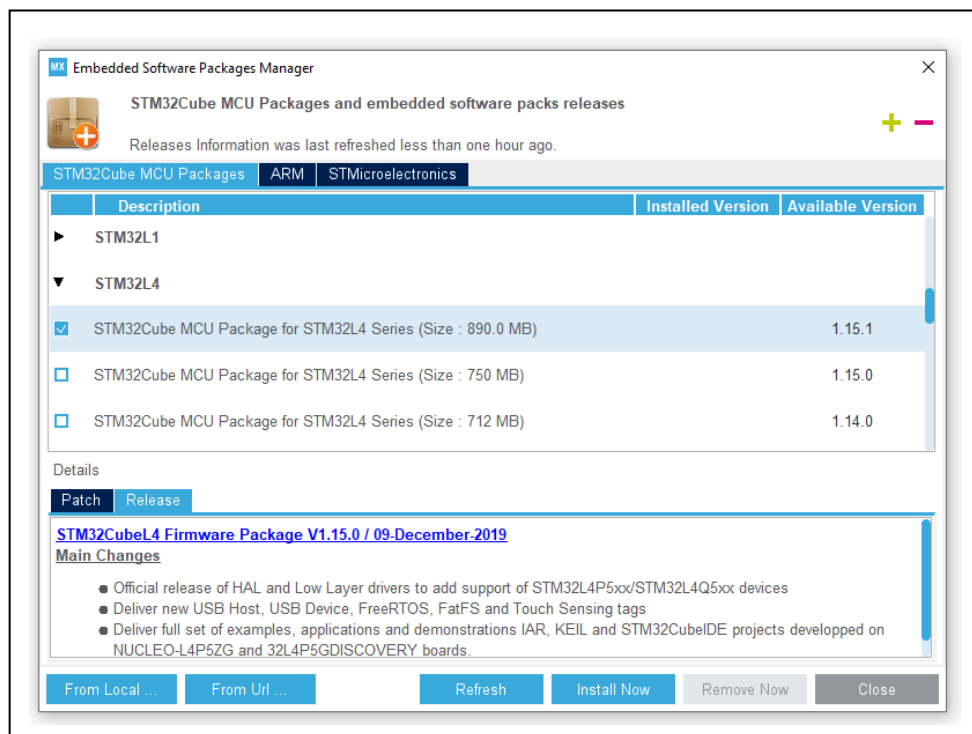 MX Embedded Software Packages Manager
STM32Cube MCU Packages and embedded software packs releases
Releases Information was last refreshed less than one hour ago.
STM32Cube MCU Packages ARM STMicroelectronics
Description Installed Version Available Version
STM32L1
STM32L4
STM32Cube MCU Package for STM32L4 Series (Size : 890.0 MB) 1.15.1
STM32Cube MCU Package for STM32L4 Series (Size : 750 MB) 1.15.0
STM32Cube MCU Package for STM32L4 Series (Size : 712 MB) 1.14.0
Details
Patch Release
STM32CubeL4 Firmware Package V1.15.0 / 09-December-2019
Main Changes
Official release of HAL and Low Layer drivers to add support of STM32L4P5xx/STM32L4Q5xx devices
Deliver new USB Host, USB Device, FreeRTOS, FatFS and Touch Sensing tags
Deliver full set of examples, applications and demonstrations IAR, KEIL and STM32CubeIDE projects developped on
NUCLEO-L4P5ZG and 32L4P5GDISCOVERY boards.
From Local ... From Url ... Refresh Install Now Remove Now Close